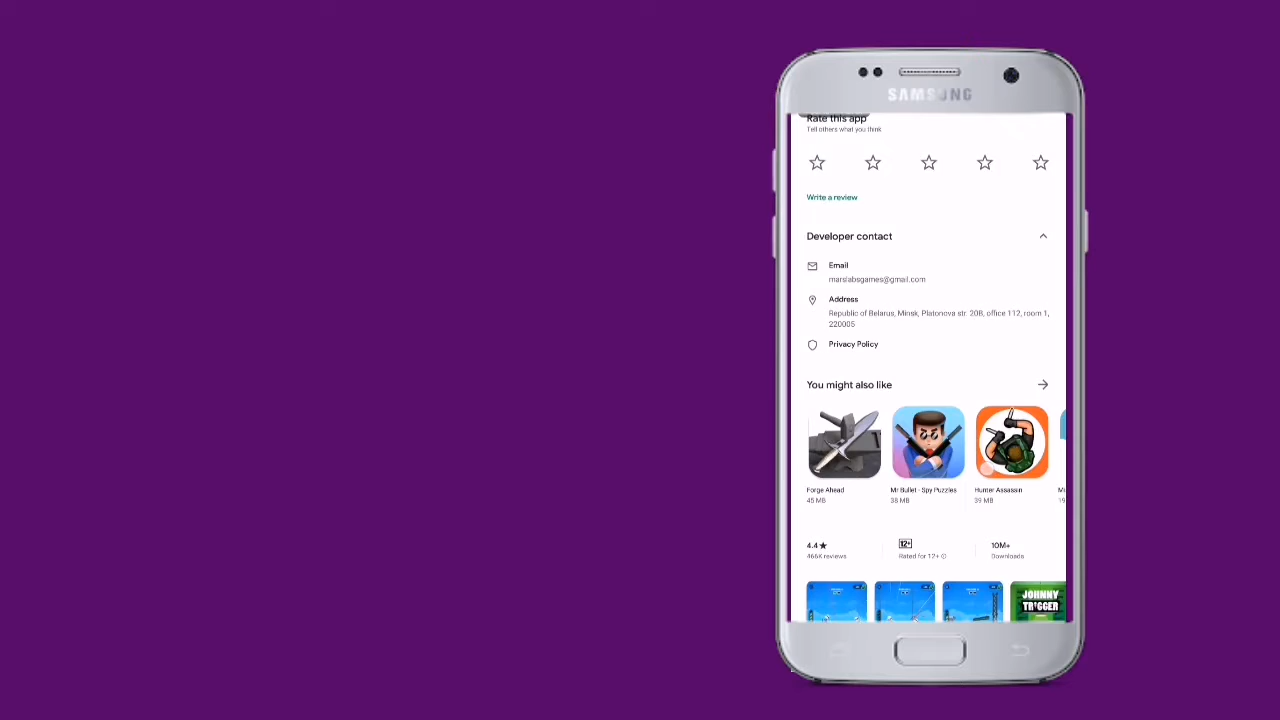 SAMSUNG
Rate this app
Tell others what you think
Write a review
Developer contact
Email
marslabsgames@gmail.com
Address
Republic of Belarus, Minsk, Platonova str. 20B, office 112, room 1,
220005
Privacy Policy
You might also like
Forge Ahead
Mr Bullet - Spy Puzzles
Hunter Assassin
Mi
45 MB
38 MB
39 MB
19
4.4★
12+
10M+
466K reviews
Rated for 12+
Downloads
JOHNNY
TRIGGER